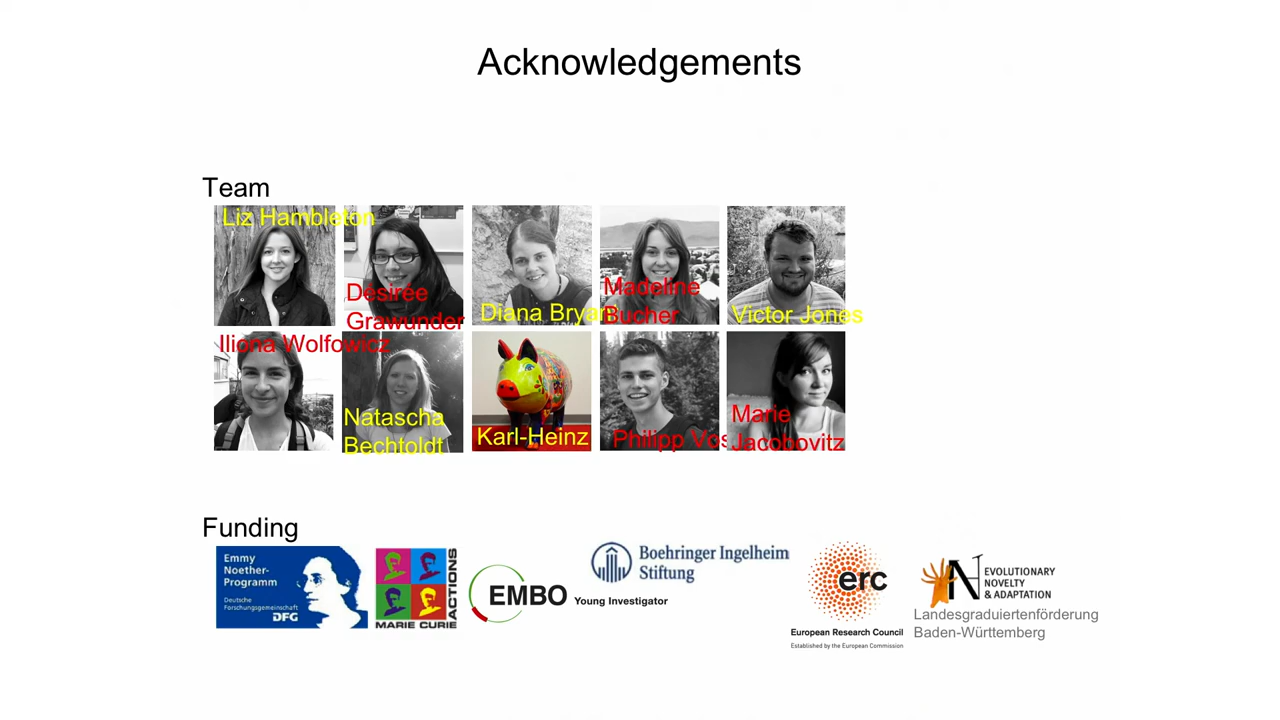 Acknowledgements
Team
Liz Hambleton
Désirée
Grawunder
Diana Bryant
Madeline
Bucher
Victor Jones
Iliona Wolfowicz
Natascha
Bechtoldt
Karl-Heinz
Philipp
Marie
Jacobovitz
Funding
Emmy
Noether-
Programm
Deutsche
Forschungsgemeinschaft
DFG
MARIE CURIE
ACTIONS
EMBO
Young Investigator
Boehringer Ingelheim
Stiftung
erc
European Research Council
Established by the European Commission
EVOLUTIONARY
NOVELTY
& ADAPTATION
Landesgraduiertenförderung
Baden-Württemberg